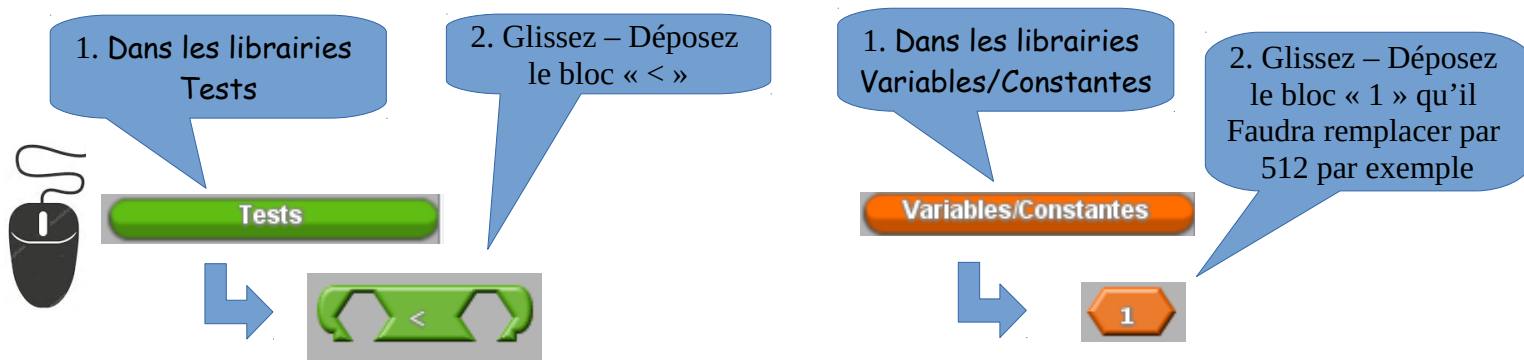 1. Dans les librairies
Tests
2. Glissez – Déposez
le bloc « < »
Tests
<
1. Dans les librairies
Variables/Constantes
2. Glissez – Déposez
le bloc « 1 » qu’il
Faudra remplacer par
512 par exemple
Variables/Constantes
1